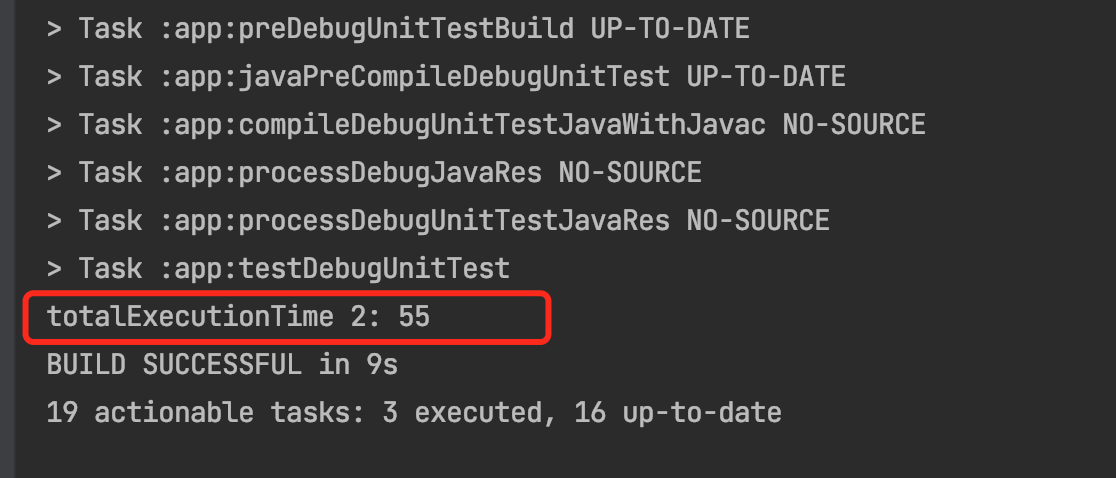 > Task :app:preDebugUnitTestBuild UP-TO-DATE
> Task :app:javaPreCompileDebugUnitTest UP-TO-DATE
> Task :app:compileDebugUnitTestJavaWithJavac NO-SOURCE
> Task :app:processDebugJavaRes NO-SOURCE
> Task :app:processDebugUnitTestJavaRes NO-SOURCE
> Task :app:testDebugUnitTest
totalExecutionTime 2: 55
BUILD SUCCESSFUL in 9s
19 actionable tasks: 3 executed, 16 up-to-date